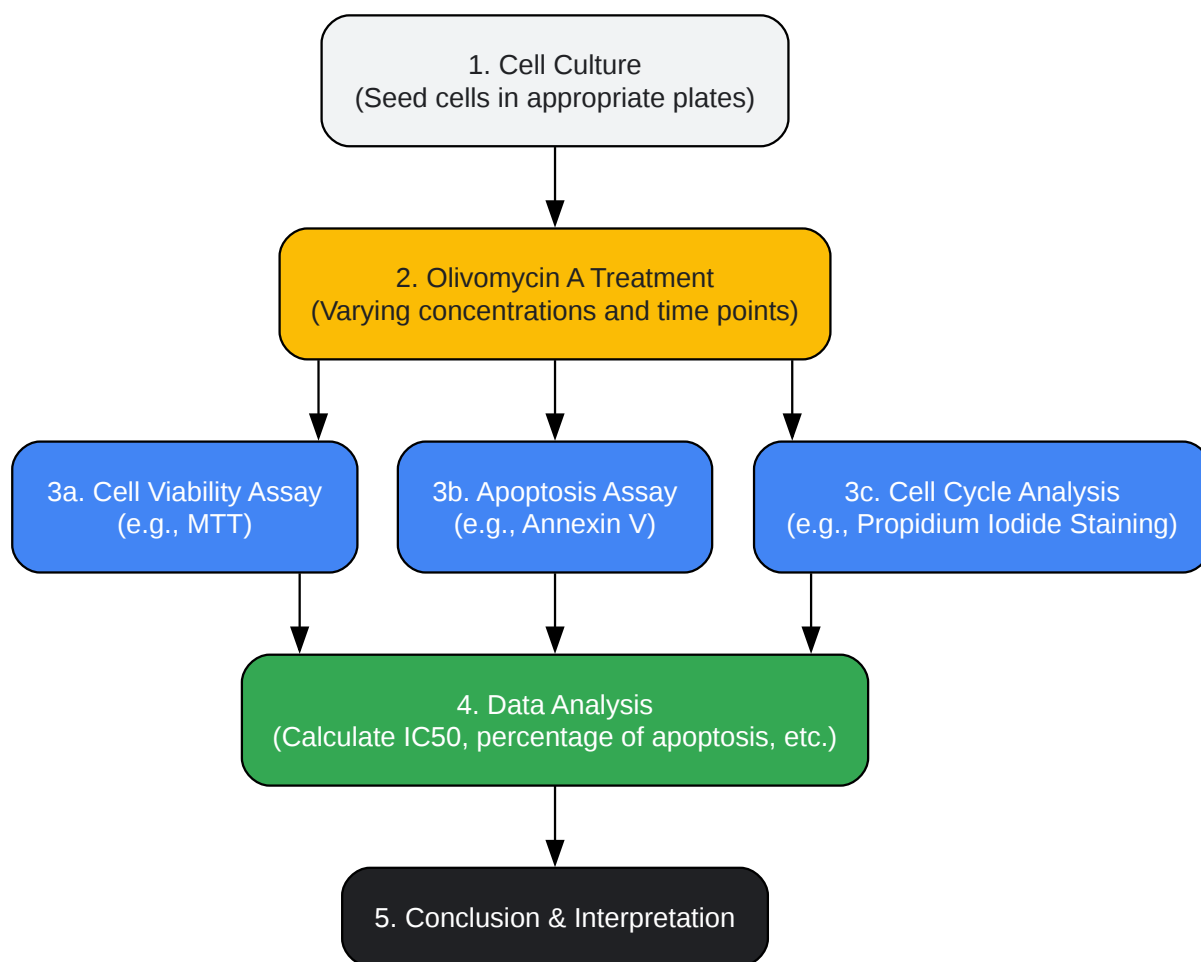 1. Cell Culture
(Seed cells in appropriate plates)
2. Olivomycin A Treatment
(Varying concentrations and time points)
3a. Cell Viability Assay
(e.g., MTT)
3b. Apoptosis Assay
(e.g., Annexin V)
3c. Cell Cycle Analysis
(e.g., Propidium Iodide Staining)
4. Data Analysis
(Calculate IC50, percentage of apoptosis, etc.)
5. Conclusion & Interpretation